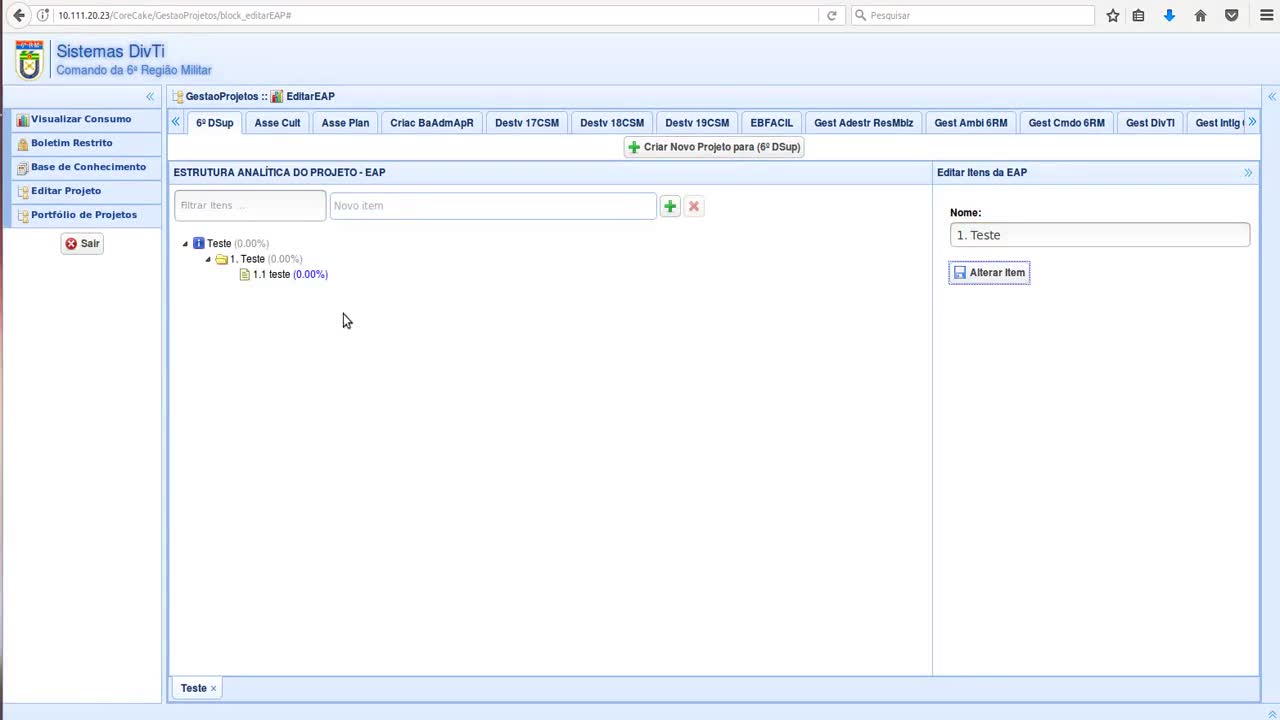 10.111.20.23/CoreCake/GestaoProjetos/block_editarEAP#
Pesquisar
Sistemas DivTi
Comando da 6ª Região Militar
Visualizar Consumo
Boletim Restrito
Base de Conhecimento
Editar Projeto
Portfólio de Projetos
Sair
GestaoProjetos :: EditarEAP
6º DSup Asse Cult Asse Plan Criac BaAdmApR Destv 17CSM Destv 18CSM Destv 19CSM EBFACIL Gest Adestr ResMblz Gest Ambi 6RM Gest Cmdo 6RM Gest DivTI Gest Intlg
Criar Novo Projeto para (6º DSup)
ESTRUTURA ANALÍTICA DO PROJETO - EAP
Filtrar Itens ...
Novo item
Teste (0.00%)
1. Teste (0.00%)
1.1 teste (0.00%)
Editar Itens da EAP
Nome:
1. Teste
Alterar Item
Teste ×